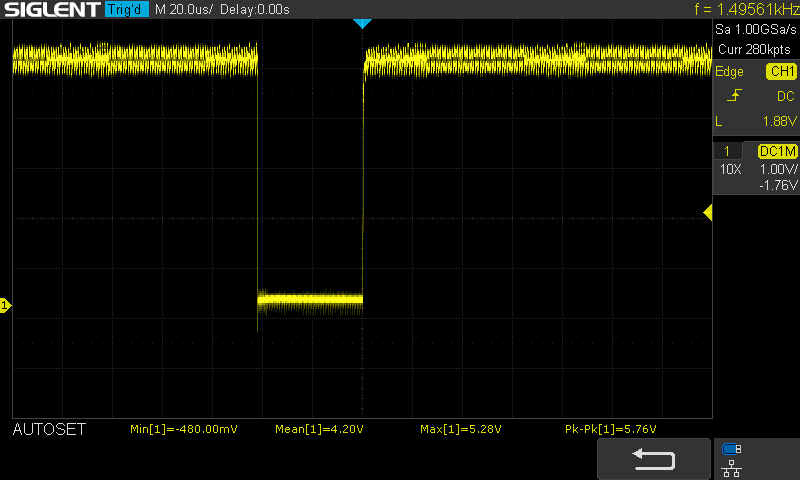 SIGLENT Trig'd M 20.0us/ Delay:0.00s f = 1.49561kHz
Sa 1.00GSa/s
Curr 280kpts
Edge CH1
DC
L 1.88V
1 DC1M
10X 1.00V/
-1.76V
1
AUTOSET Min[1]=-480.00mV Mean[1]=4.20V Max[1]=5.28V Pk-Pk[1]=5.76V